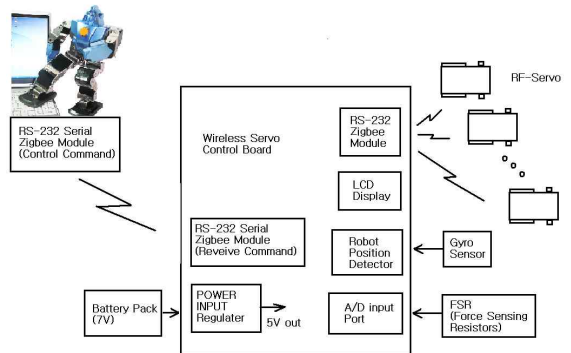 RS-232 Serial
Zigbee Module
(Control Command)
Wireless Servo
Control Board
RS-232
Zigbee
Module
RF-Servo
LCD
Display
RS-232 Serial
Zigbee Module
(Reveive Command)
Robot
Position
Detector
Gyro
Sensor
Battery Pack
(7V)
POWER
INPUT
Regulater
5V out
A/D input
Port
FSR
(Force Sensing
Resistors)